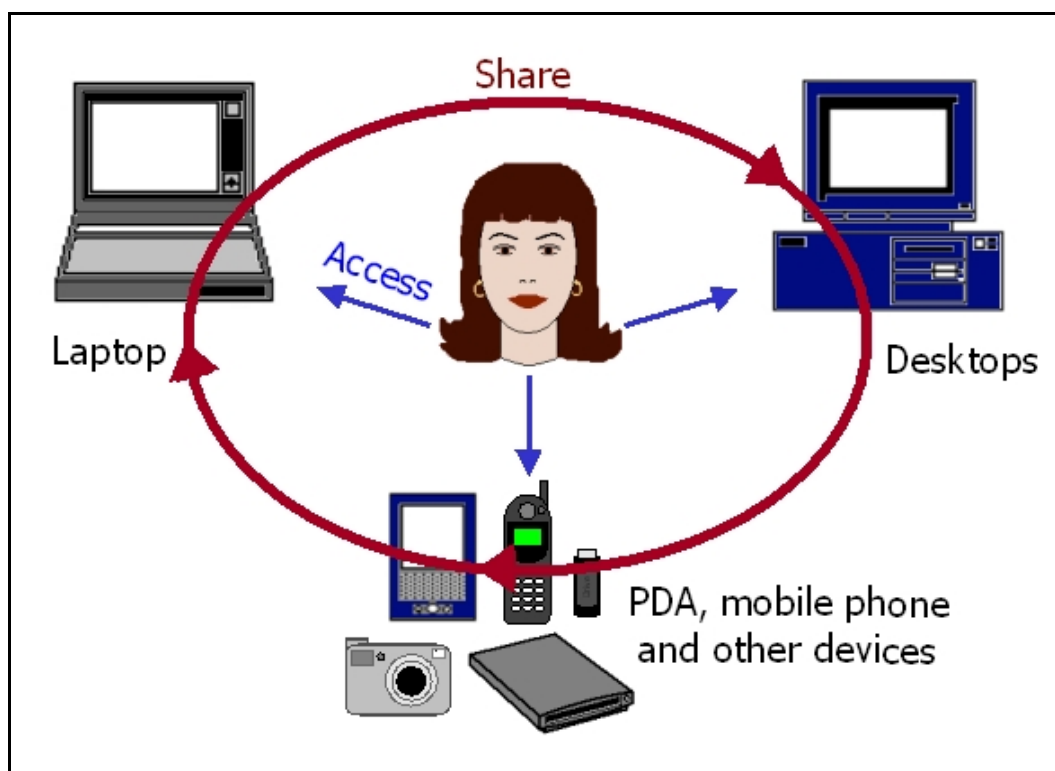 Share
Access
Laptop
Desktops
PDA, mobile phone
and other devices